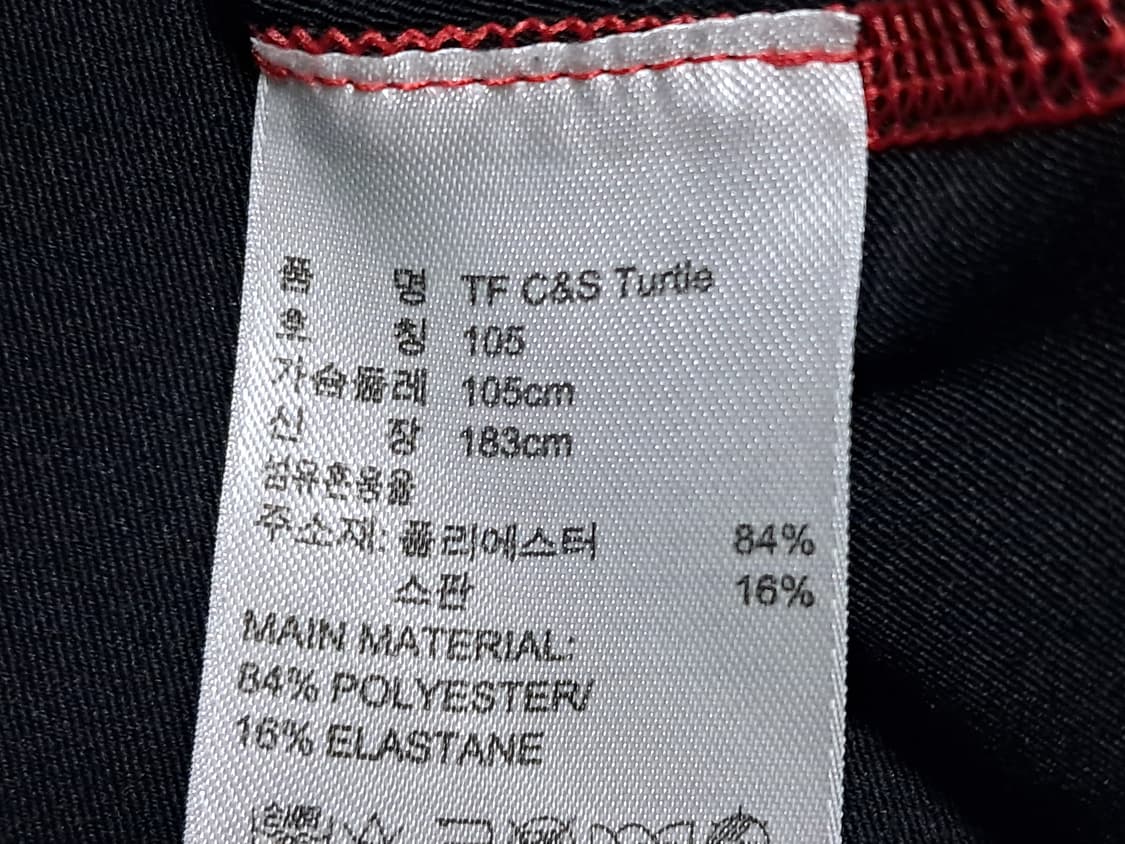 품 명 TF C&S Turtle
호 칭 105
가슴둘레 105cm
신 장 183cm
섬유혼용율
주소재: 폴리에스터 84%
스판 16%
MAIN MATERIAL:
84% POLYESTER/
16% ELASTANE